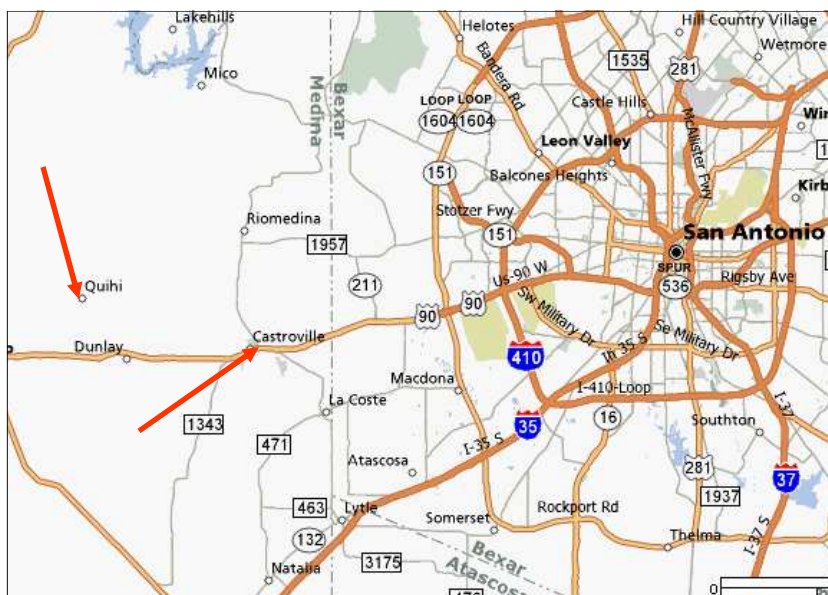 Lakehills
Helotes
Hill Country Village
Wetmore
Mico
Bandera Rd
1535
281
Bexar
Medina
LOOP LOOP
1604 1604
Castle Hills
McAllister Fwy
Leon Valley
151
Balcones Heights
Stotzer Fwy
Riomedina
151
San Antonio
1957
SPUR
536
Rigsby Ave
Us-90 W
211
Quihi
90
90
Sw Military Dr
Se Military Dr
Castroville
Dunlay
410
Ih 35 S
Macdona
I-410-Loop
I-37
La Coste
1343
35
16
Southton
471
I-35 S
Atascosa
281
37
463
Lytle
Somerset
Rockport Rd
1937
132
Thelma
I-37 S
Natalia
3175
Bexar
Atascosa
0